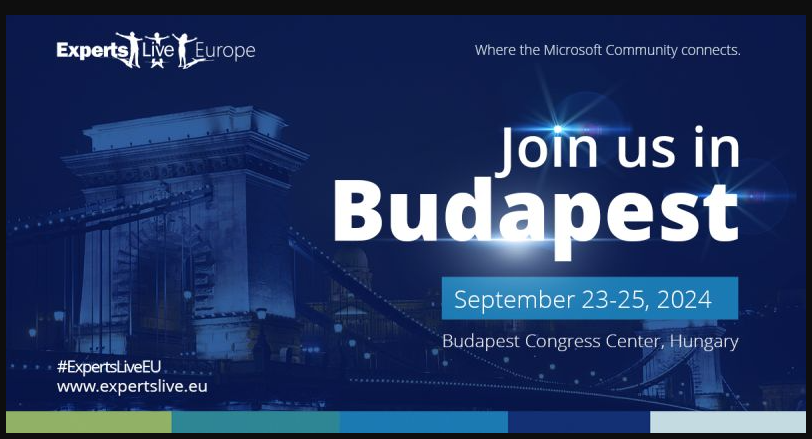 Experts Live Europe
Where the Microsoft Community connects.
Join us in
Budapest
September 23-25, 2024
Budapest Congress Center, Hungary
#ExpertsLiveEU
www.expertslive.eu